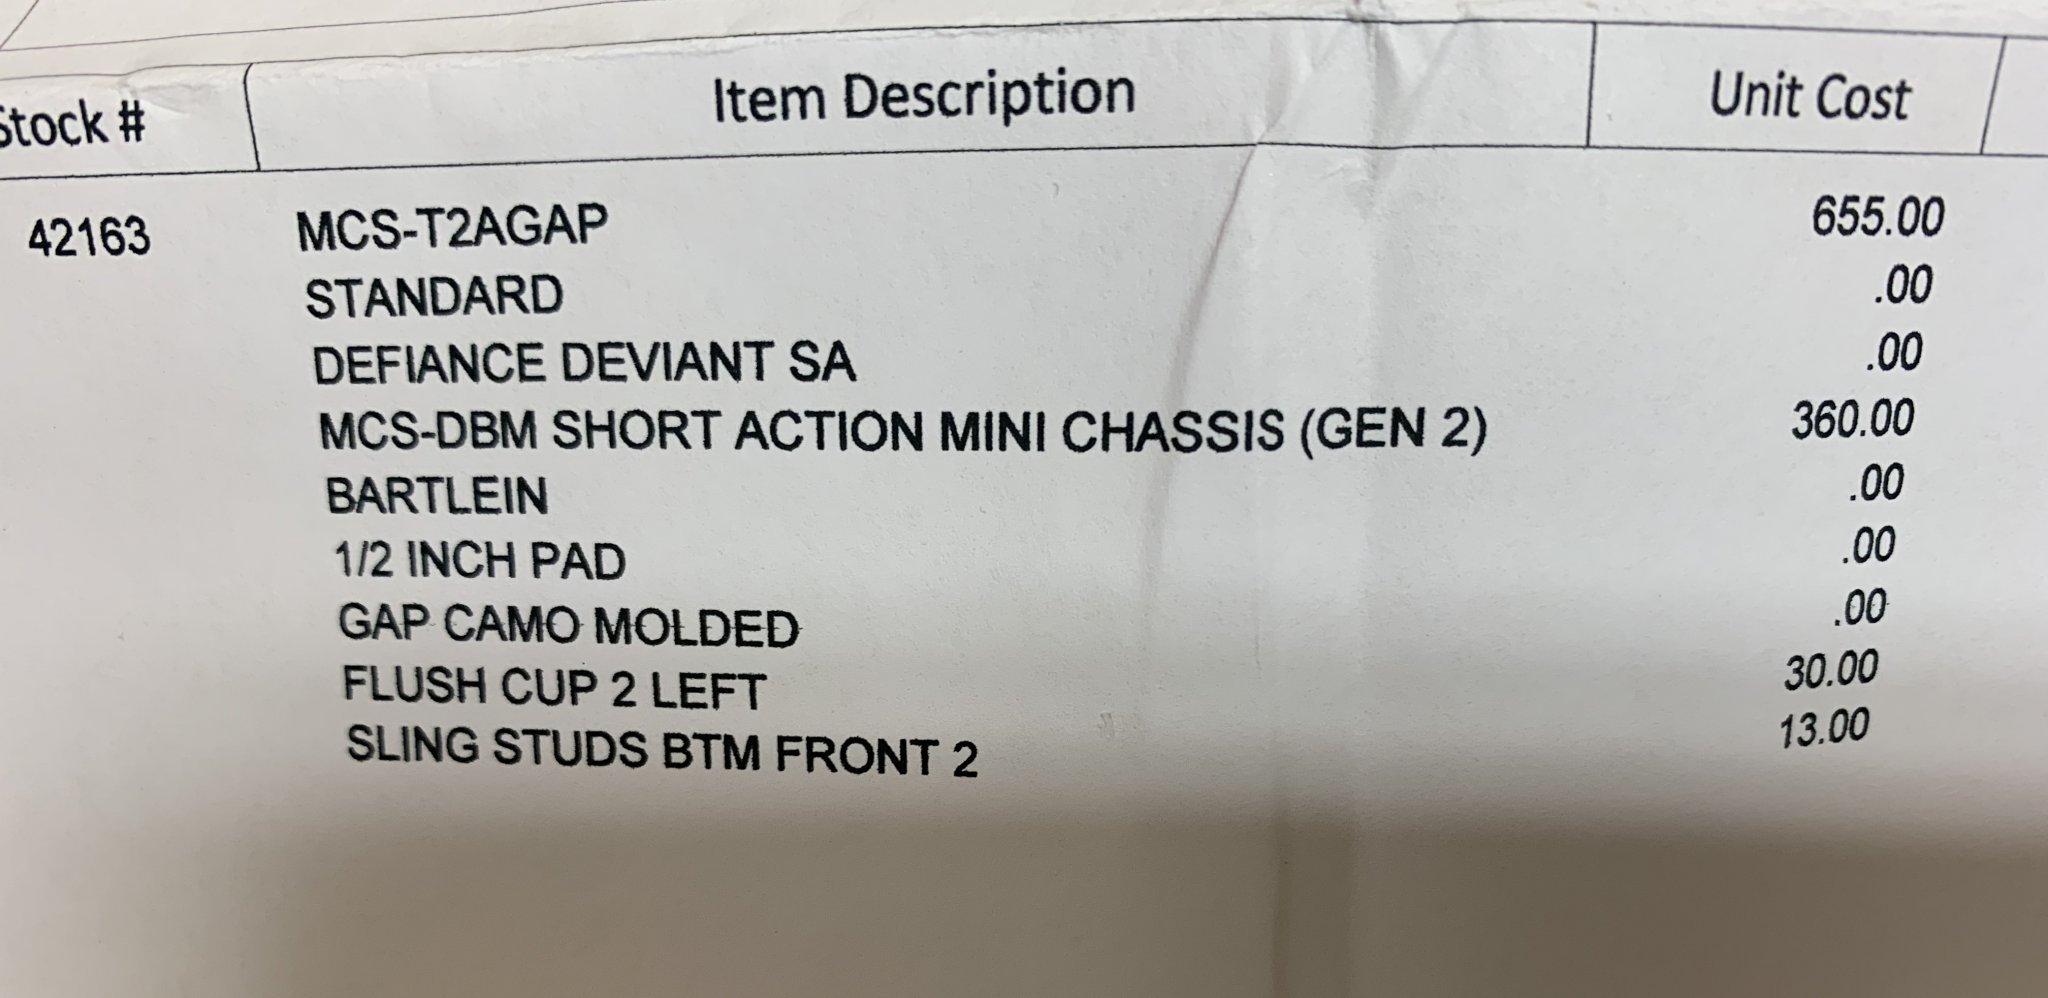 Stock # Item Description Unit Cost
42163 MCS-T2AGAP 655.00
STANDARD .00
DEFIANCE DEVIANT SA .00
MCS-DBM SHORT ACTION MINI CHASSIS (GEN 2) 360.00
BARTLEIN .00
1/2 INCH PAD .00
GAP CAMO MOLDED .00
FLUSH CUP 2 LEFT 30.00
SLING STUDS BTM FRONT 2 13.00